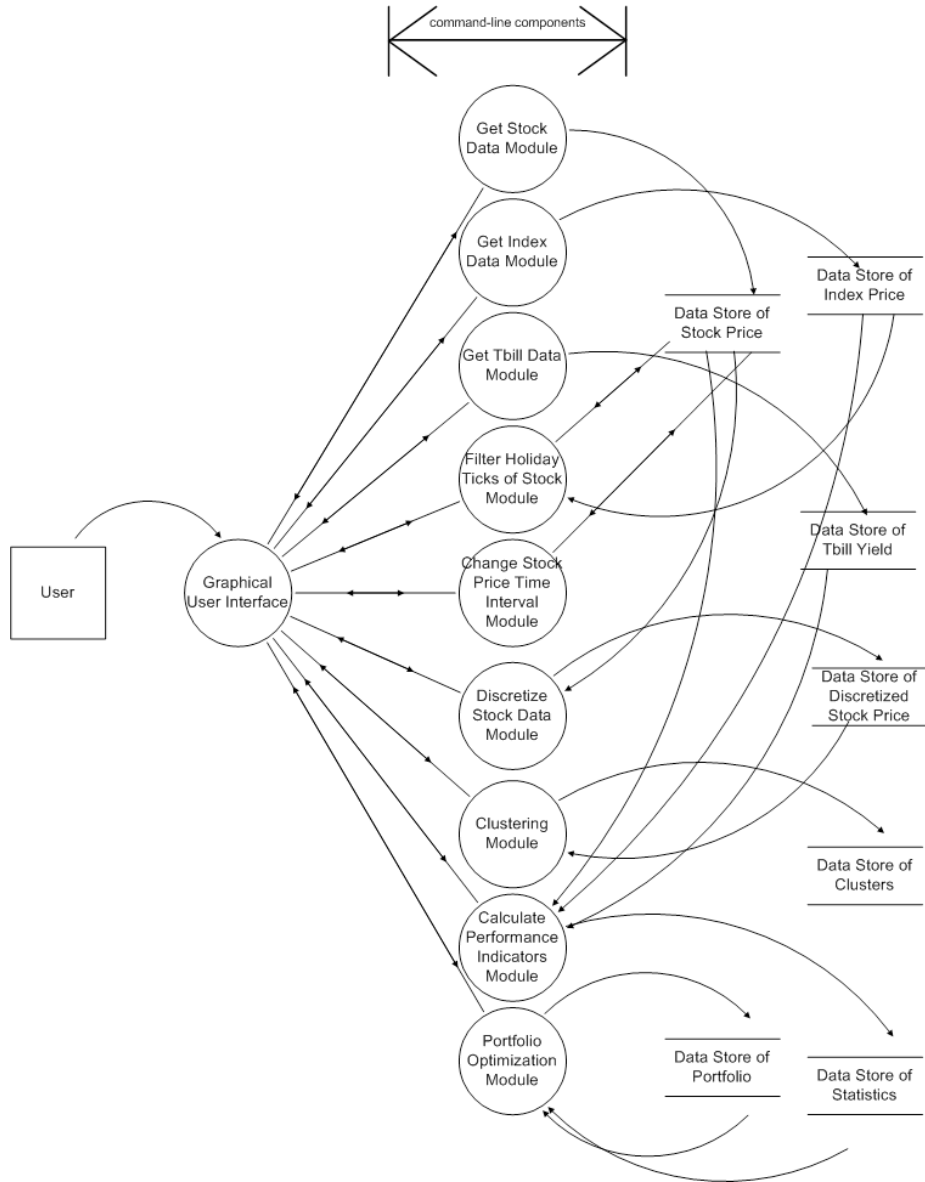 command-line components
Get Stock
Data Module
Get Index
Data Module
Data Store of
Index Price
Data Store of
Stock Price
Get Tbill Data
Module
Filter Holiday
Ticks of Stock
Module
Data Store of
Tbill Yield
User
Graphical
User Interface
Change Stock
Price Time
Interval
Module
Discretize
Stock Data
Module
Data Store of
Discretized
Stock Price
Clustering
Module
Data Store of
Clusters
Calculate
Performance
Indicators
Module
Portfolio
Optimization
Module
Data Store of
Portfolio
Data Store of
Statistics